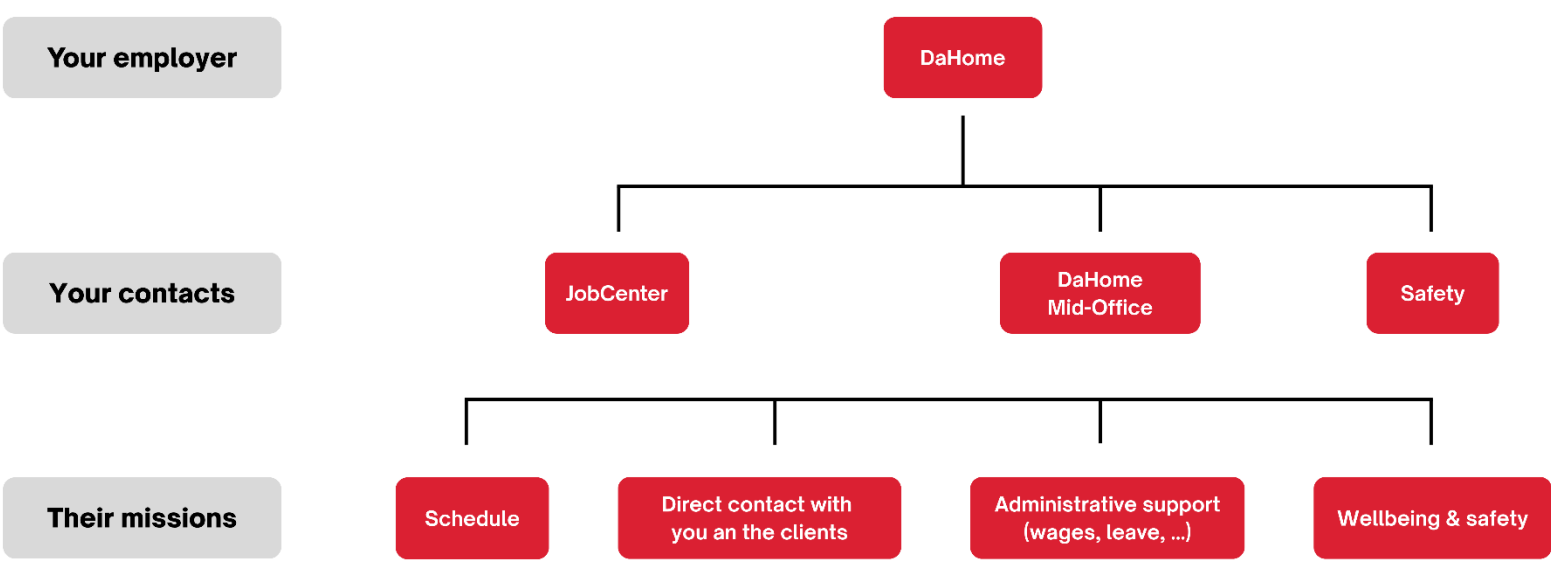 Your employer
DaHome
Your contacts
JobCenter
DaHome
Mid-Office
Safety
Their missions
Schedule
Direct contact with
you an the clients
Administrative support
(wages, leave, ...)
Wellbeing & safety